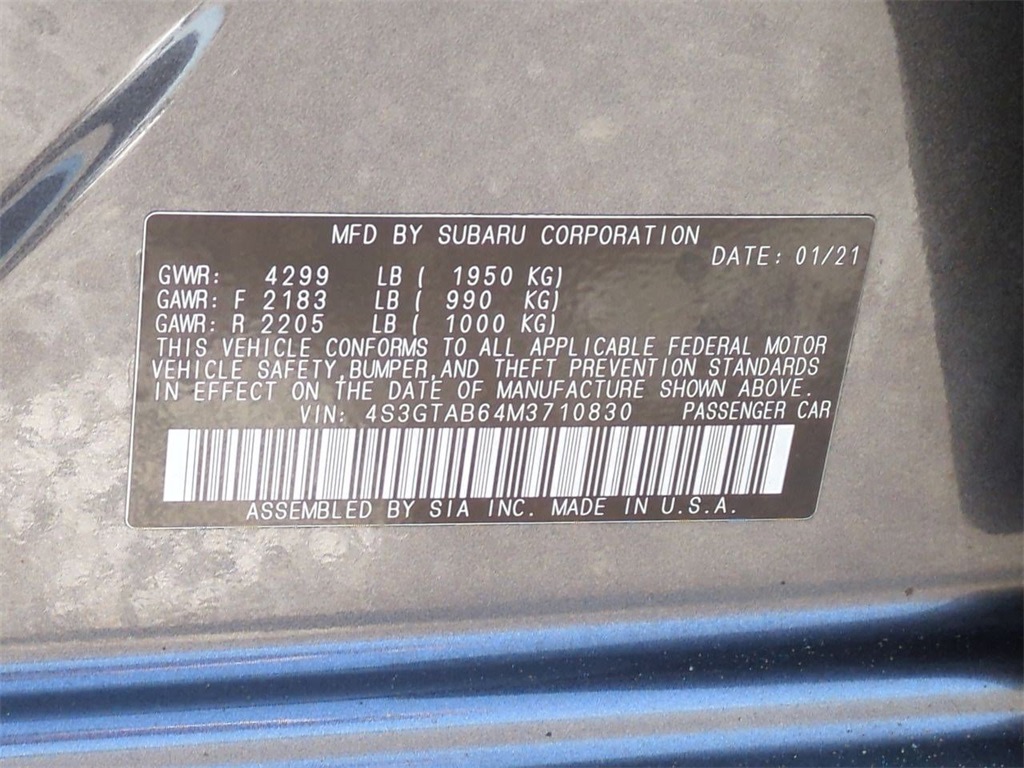 MFD BY SUBARU CORPORATION
DATE: 01/21
GVWR: 4299 LB ( 1950 KG)
GAWR: F 2183 LB ( 990 KG)
GAWR: R 2205 LB ( 1000 KG)
THIS VEHICLE CONFORMS TO ALL APPLICABLE FEDERAL MOTOR
VEHICLE SAFETY, BUMPER, AND THEFT PREVENTION STANDARDS
IN EFFECT ON THE DATE OF MANUFACTURE SHOWN ABOVE.
VIN: 4S3GTAB64M3710830 PASSENGER CAR
ASSEMBLED BY SIA INC. MADE IN U.S.A.